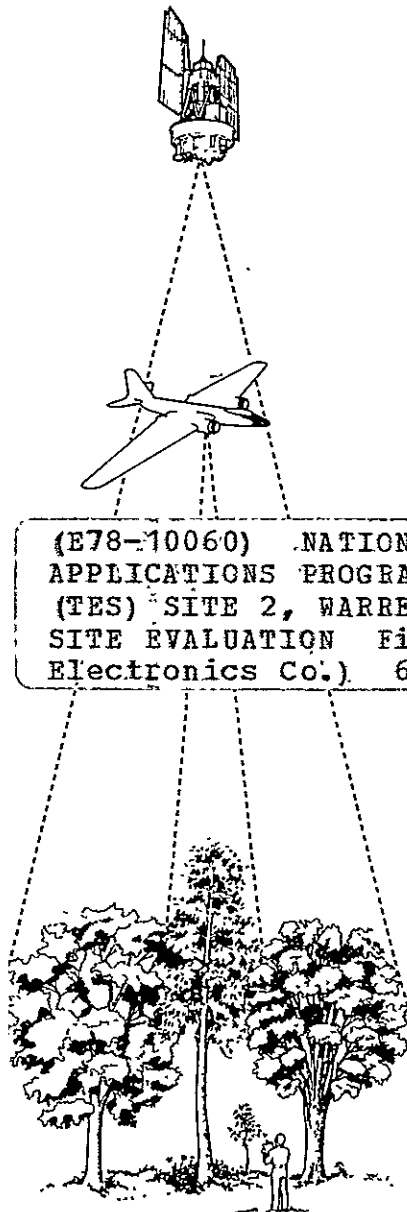 (E78-10060) NATION
APPLICATIONS PROGRA
(TES) SITE 2, WARRE
SITE EVALUATION Fi
Electronics Co.) 6